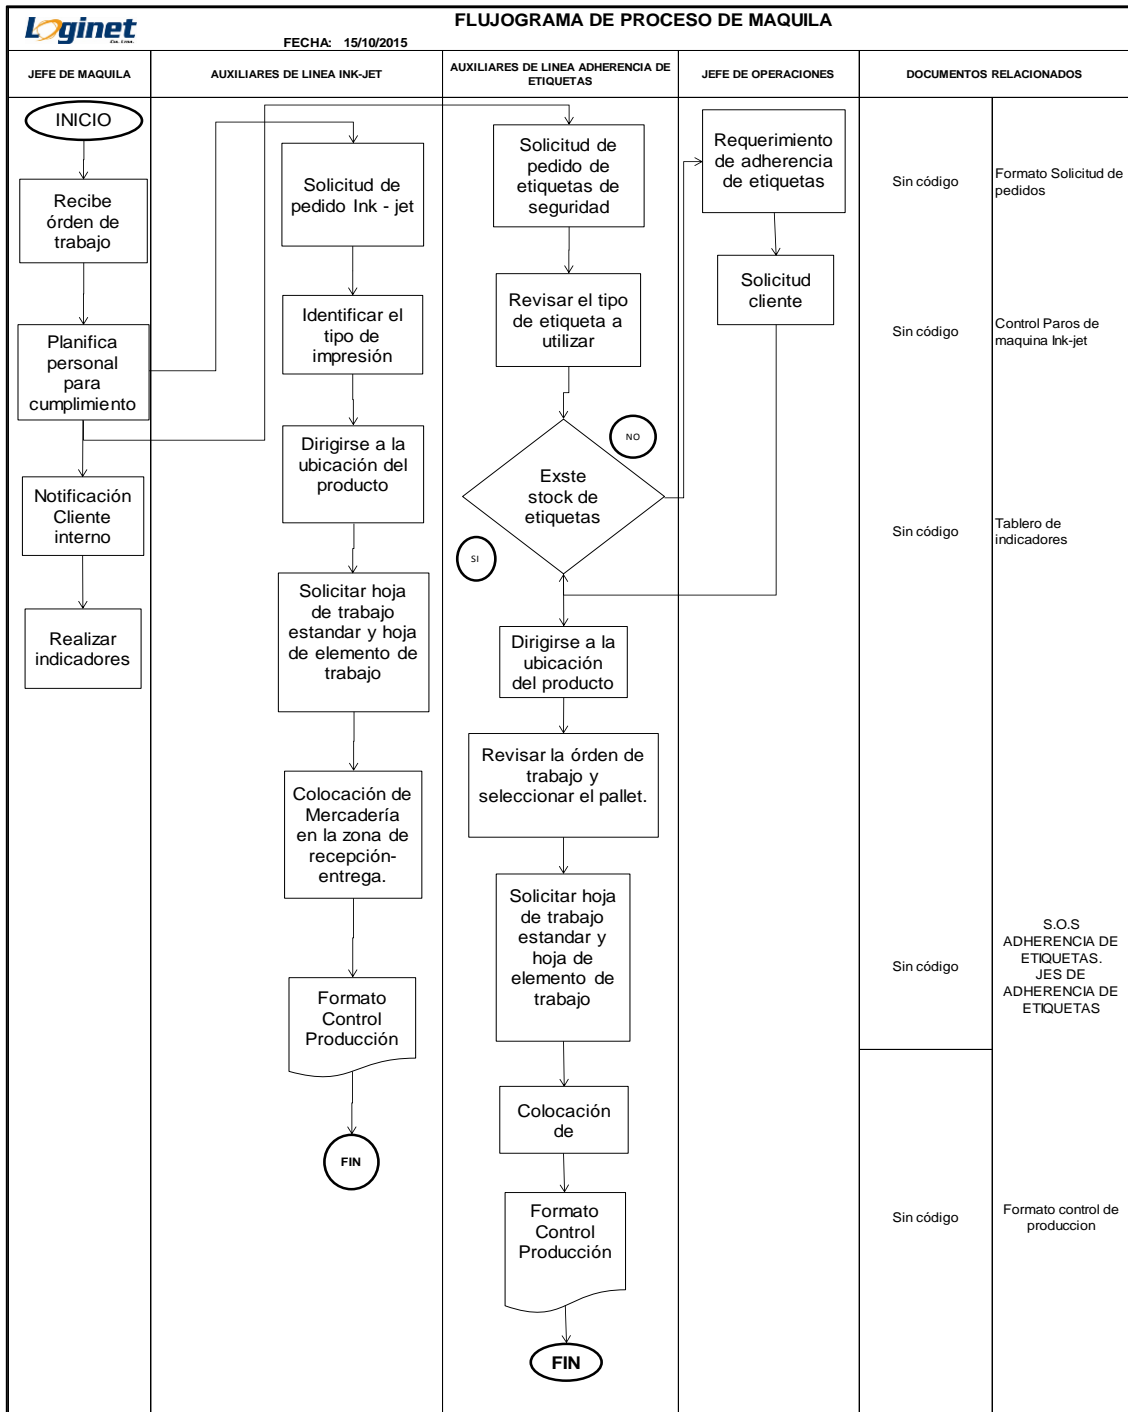 Loginet
Cia. Ltda.
FLUJOGRAMA DE PROCESO DE MAQUILA
FECHA: 15/10/2015
JEFE DE MAQUILA
AUXILIARES DE LINEA INK-JET
AUXILIARES DE LINEA ADHERENCIA DE
ETIQUETAS
JEFE DE OPERACIONES
DOCUMENTOS RELACIONADOS
INICIO
Recibe
órden de
trabajo
Planifica
personal
para
cumplimiento
Notificación
Cliente
interno
Realizar
indicadores
Solicitud de
pedido Ink - jet
Identificar el
tipo de
impresión
Dirigirse a la
ubicación del
producto
Solicitar hoja
de trabajo
estandar y hoja
de elemento de
trabajo
Colocación de
Mercadería
en la zona de
recepción-
entrega.
Formato
Control
Producción
FIN
Solicitud de
pedido de
etiquetas de
seguridad
Revisar el tipo
de etiqueta a
utilizar
NO
Exste
stock de
etiquetas
SI
Dirigirse a la
ubicación
del producto
Revisar la órden de
trabajo y
seleccionar el pallet.
Solicitar hoja
de trabajo
estandar y
hoja de
elemento de
trabajo
Colocación
de
Formato
Control
Producción
FIN
Requerimiento
de adherencia
de etiquetas
Solicitud
cliente
Sin código
Formato Solicitud de
pedidos
Sin código
Control Paros de
maquina Ink-jet
Sin código
Tablero de
indicadores
Sin código
S.O.S
ADHERENCIA DE
ETIQUETAS.
JES DE
ADHERENCIA DE
ETIQUETAS
Sin código
Formato control de
produccion